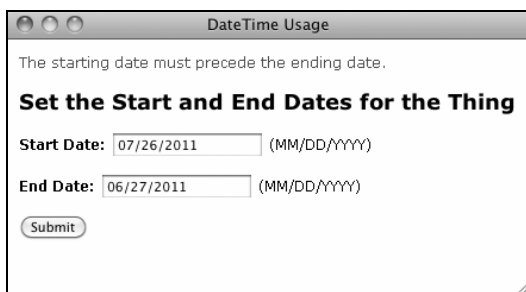 DateTime Usage
The starting date must precede the ending date.
Set the Start and End Dates for the Thing
Start Date: 07/26/2011 (MM/DD/YYYY)
End Date: 06/27/2011 (MM/DD/YYYY)
Submit